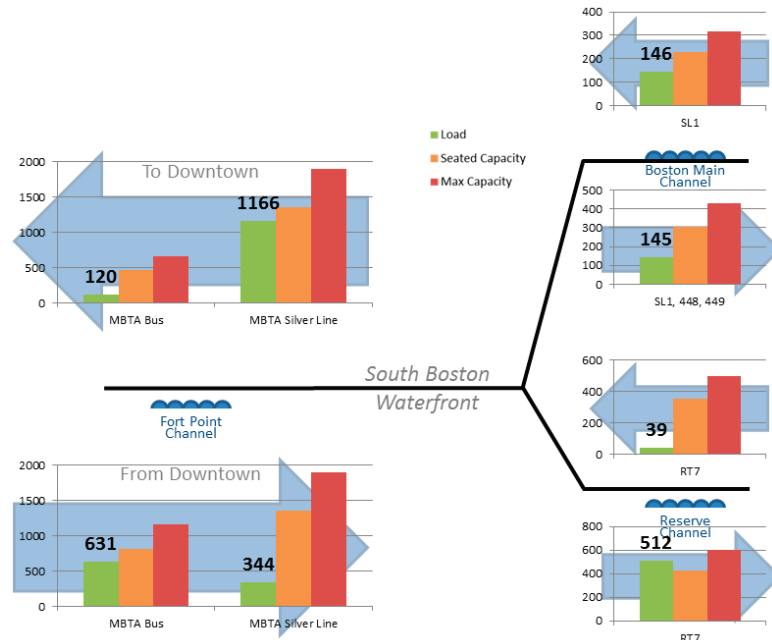 400
300
200
100
0
146
SL1
Load
Seated Capacity
Max Capacity
To Downtown
2000
1500
1000
500
0
120
1166
MBTA Bus
MBTA Silver Line
Boston Main
Channel
500
400
300
200
100
0
145
SL1, 448, 449
South Boston
Waterfront
Fort Point
Channel
600
400
200
0
39
RT7
From Downtown
2000
1500
1000
500
0
631
344
MBTA Bus
MBTA Silver Line
Reserve
Channel
800
600
400
200
0
512
RT7